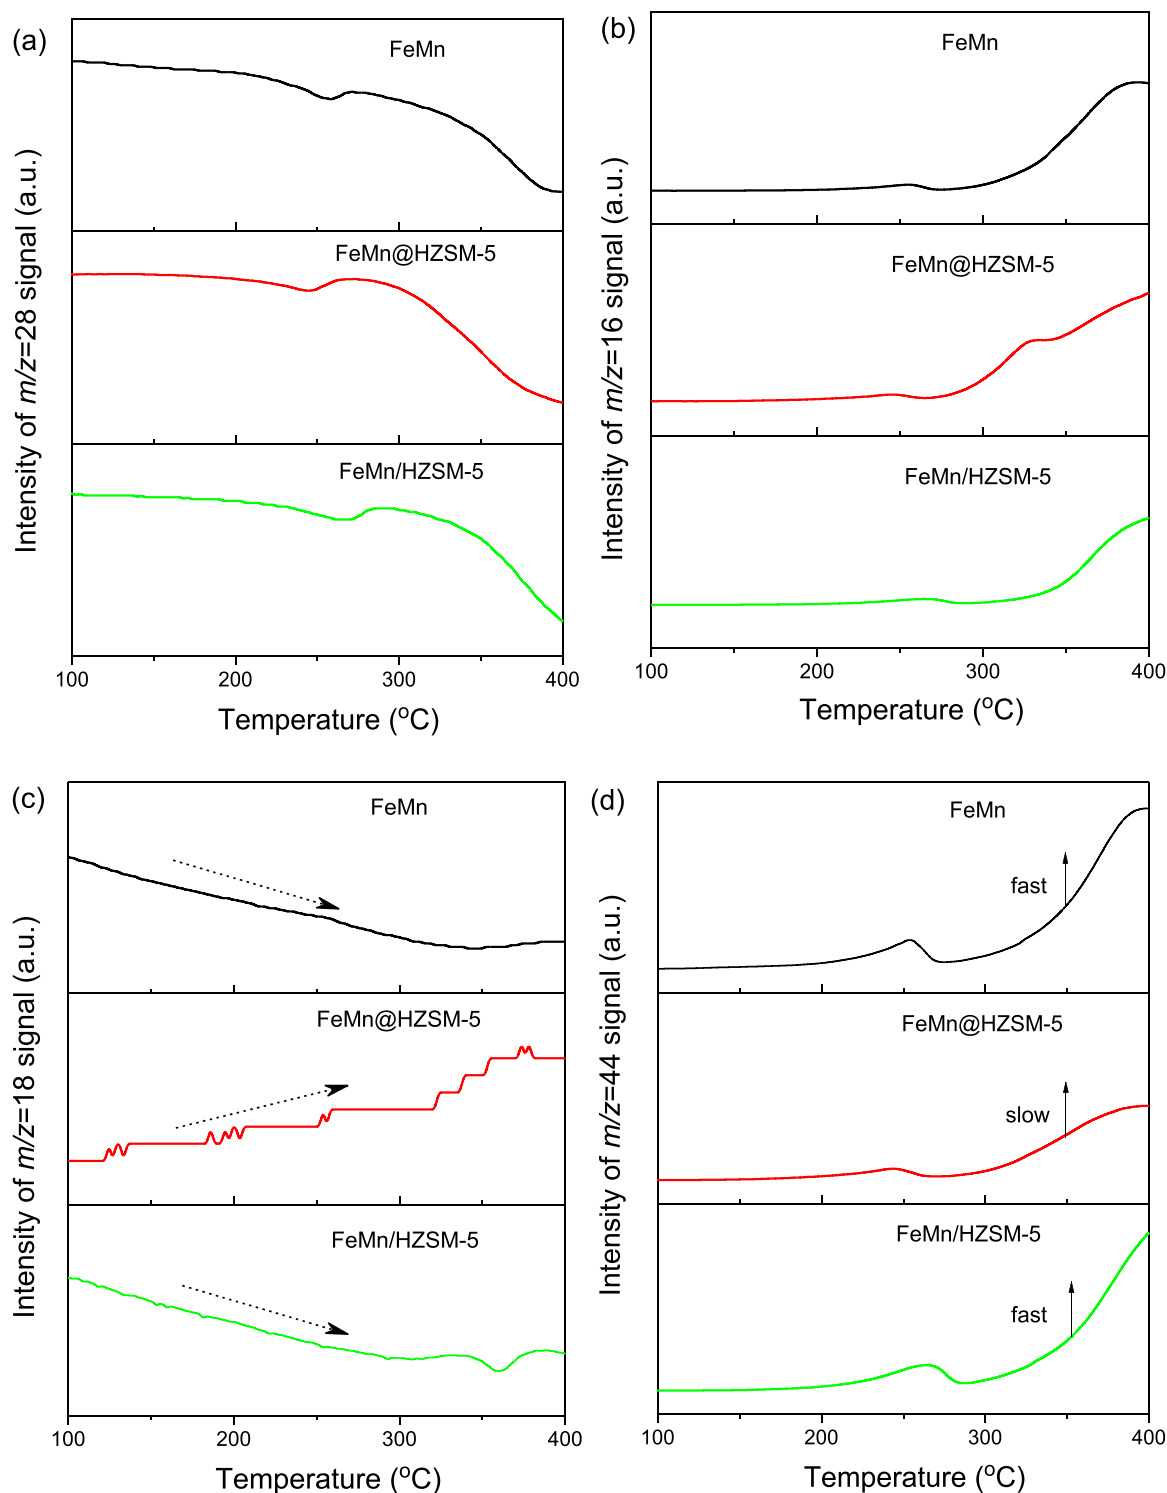 (a)
FeMn
FeMn@HZSM-5
FeMn/HZSM-5
Intensity of m/z=28 signal (a.u.)
100 200 300 400
Temperature (°C)
(b)
FeMn
FeMn@HZSM-5
FeMn/HZSM-5
Intensity of m/z=16 signal (a.u.)
100 200 300 400
Temperature (°C)
(c)
FeMn
FeMn@HZSM-5
FeMn/HZSM-5
Intensity of m/z=18 signal (a.u.)
100 200 300 400
Temperature (°C)
(d)
FeMn
fast
FeMn@HZSM-5
slow
FeMn/HZSM-5
fast
Intensity of m/z=44 signal (a.u.)
100 200 300 400
Temperature (°C)